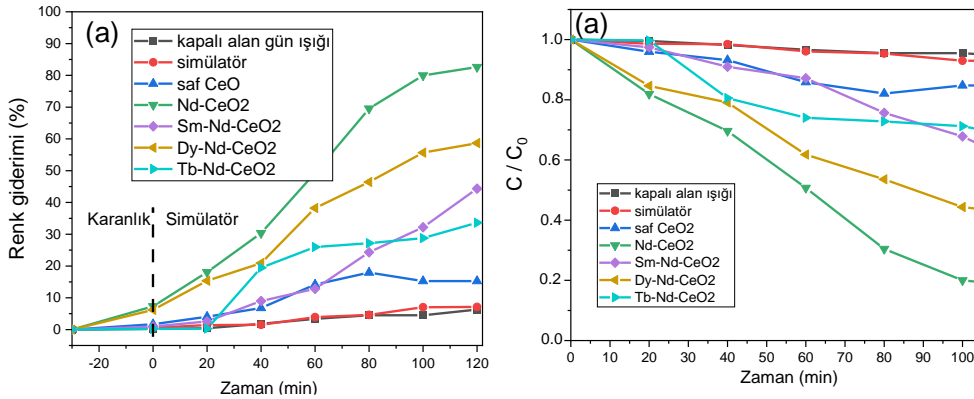 (a)
kapalı alan gün ışığı
simülatör
saf CeO
Nd-CeO2
Sm-Nd-CeO2
Dy-Nd-CeO2
Tb-Nd-CeO2
Karanlık
Simülatör
Renk giderimi (%)
100
90
80
70
60
50
40
30
20
10
0
-20 0 20 40 60 80 100 120
Zaman (min)
(a)
C / C0
1.0
0.8
0.6
0.4
0.2
0.0
kapalı alan ışığı
simülatör
saf CeO2
Nd-CeO2
Sm-Nd-CeO2
Dy-Nd-CeO2
Tb-Nd-CeO2
0 10 20 30 40 50 60 70 80 90 100
Zaman (min)